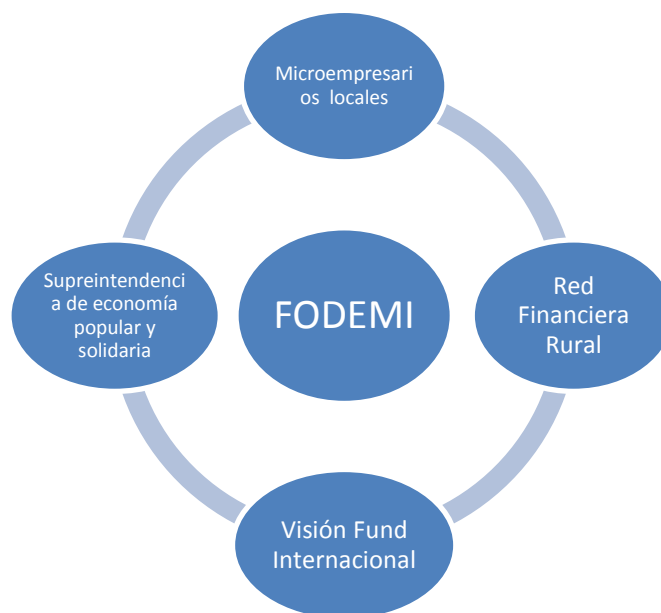 Microempresari
os locales
Supreintendenci
a de economía
popular y
solidaria
FODEMI
Red
Financiera
Rural
Visión Fund
Internacional